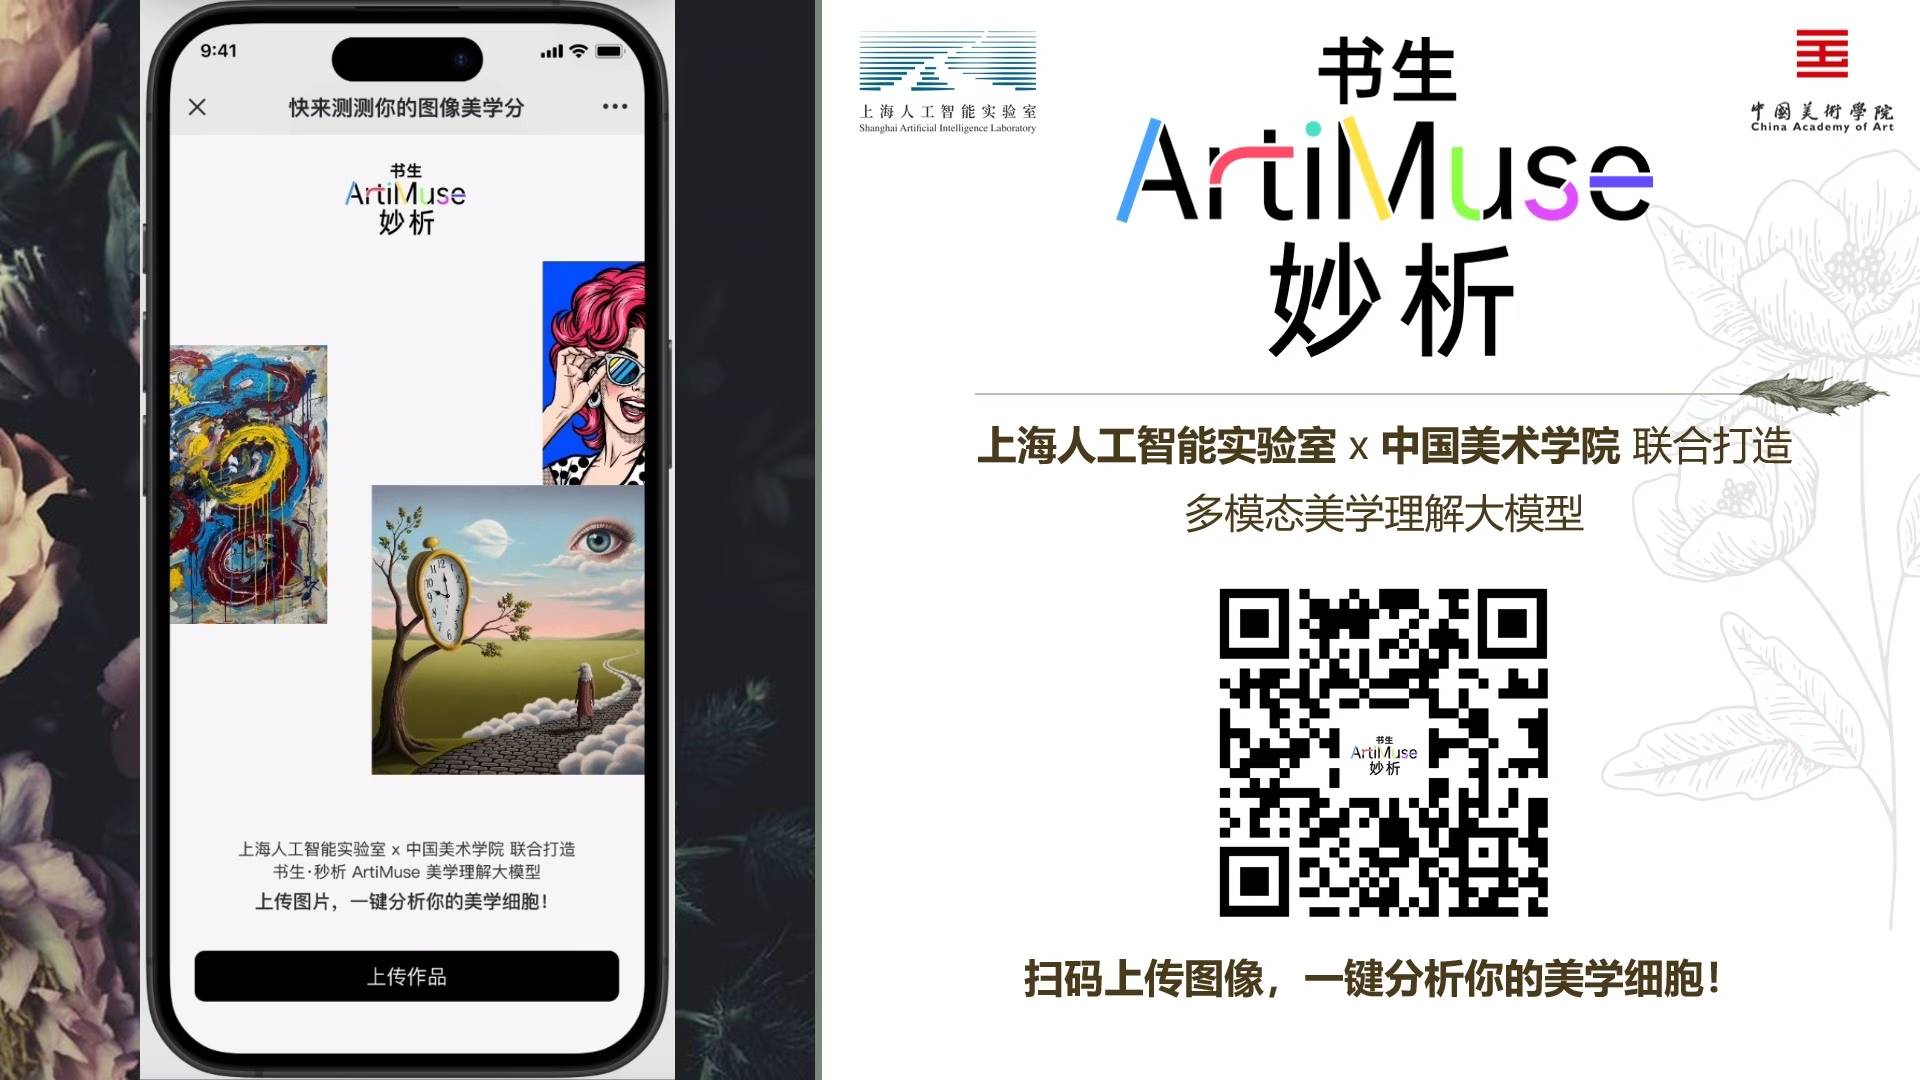 9:41
快来测测你的图像美学分
书生
ArtiMuse
妙析
上海人工智能实验室 x 中国美术学院 联合打造
书生·秒析 ArtiMuse 美学理解大模型
上传图片，一键分析你的美学细胞！
上传作品
上海人工智能实验室
Shanghai Artificial Intelligence Laboratory
书生
ArtiMuse
妙析
中国美術學院
China Academy of Art
上海人工智能实验室 x 中国美术学院 联合打造
多模态美学理解大模型
书生
ArtiMuse
妙析
扫码上传图像，一键分析你的美学细胞！